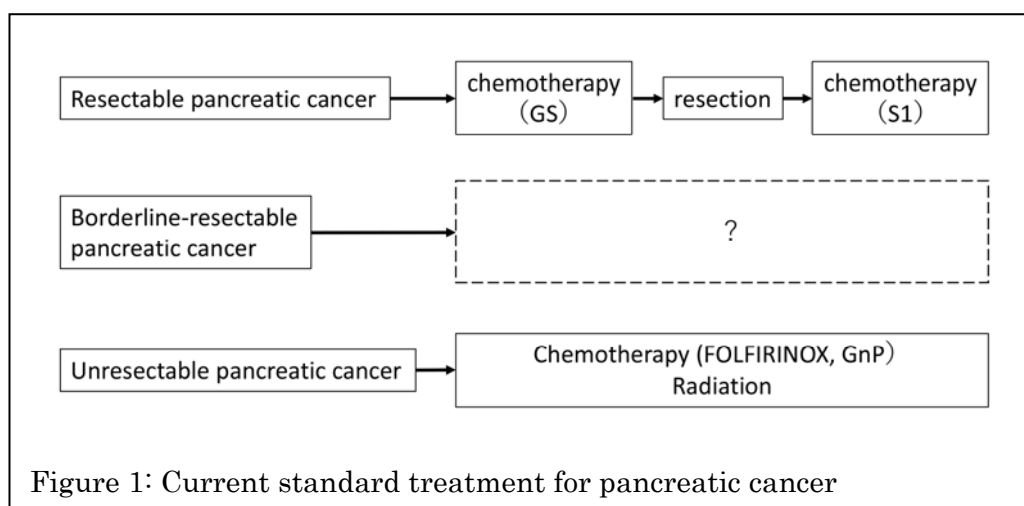 Resectable pancreatic cancer
chemotherapy
（GS）
resection
chemotherapy
（S1）
Borderline-resectable
pancreatic cancer
?
Unresectable pancreatic cancer
Chemotherapy (FOLFIRINOX, GnP）
Radiation
Figure 1: Current standard treatment for pancreatic cancer